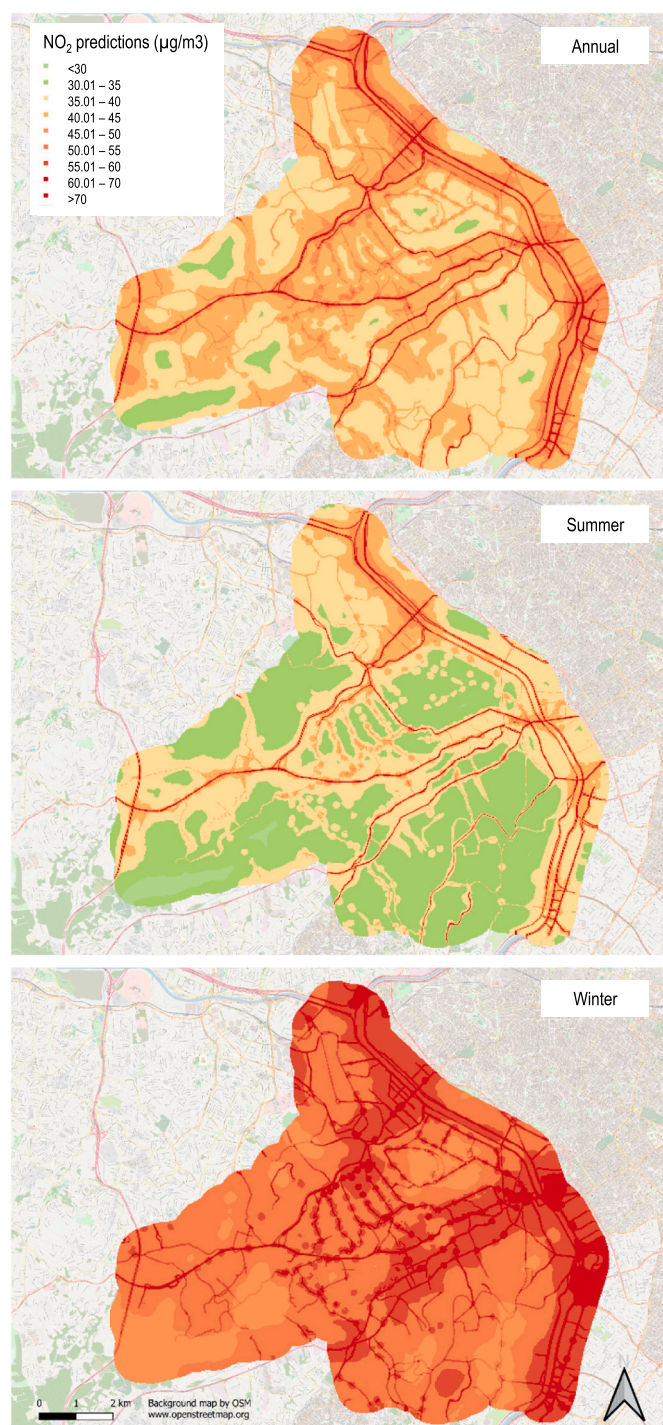 NO₂ predictions (µg/m3)
<30
30.01 – 35
35.01 – 40
40.01 – 45
45.01 – 50
50.01 – 55
55.01 – 60
60.01 – 70
>70
Annual
Summer
Winter
0 1 2 km
Background map by OSM
www.openstreetmap.org